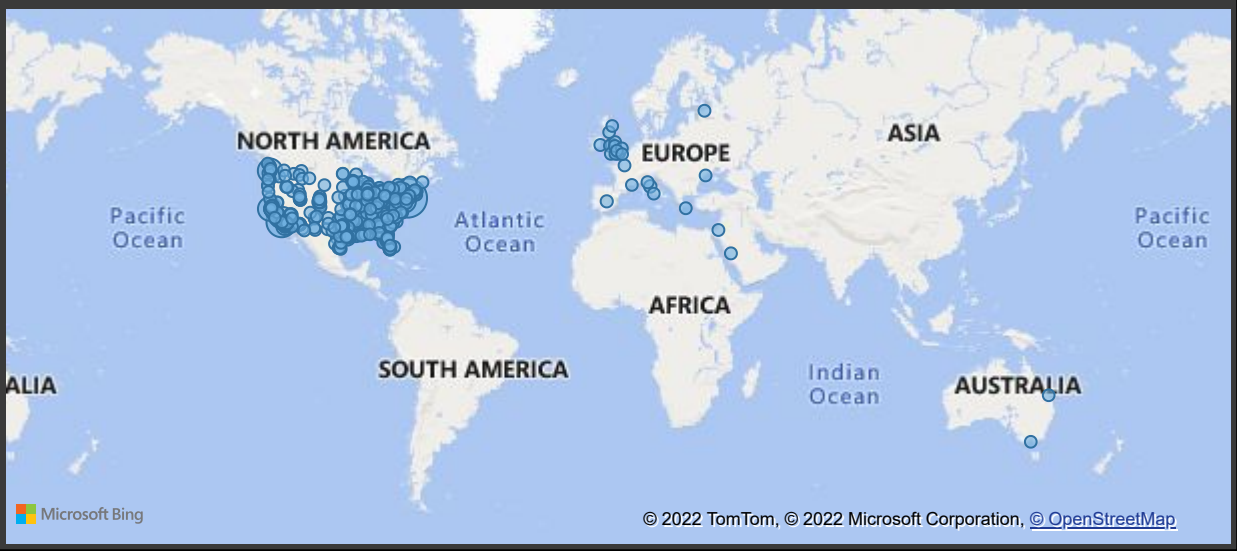 NORTH AMERICA
EUROPE
ASIA
Pacific
Ocean
Atlantic
Ocean
Pacific
Ocean
AFRICA
SOUTH AMERICA
Indian
Ocean
ALIA
AUSTRALIA
Microsoft Bing
© 2022 TomTom, © 2022 Microsoft Corporation, © OpenStreetMap